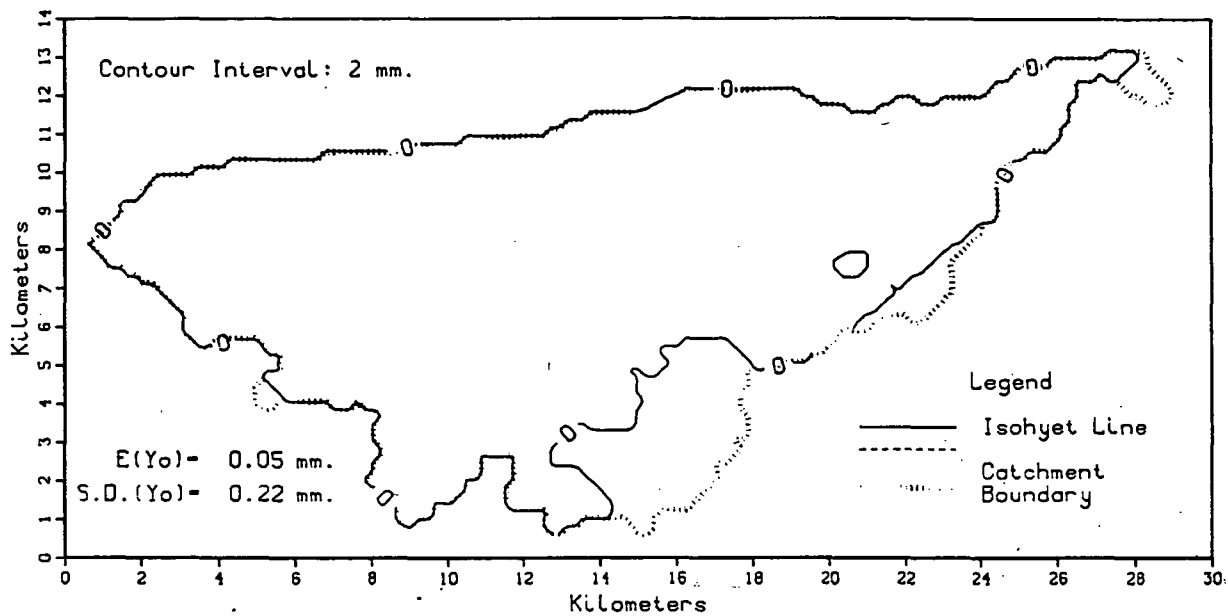 14
13
12
11
10
9
8
7
6
5
4
3
2
1
0
Kilometers
Contour Interval: 2 mm.
0
0
0
0
0
0
0
0
0
0
E(Yo)= 0.05 mm.
S.D.(Yo)= 0.22 mm.
Legend
Isohyet Line
Catchment
Boundary
0 2 4 6 8 10 12 14 16 18 20 22 24 26 28 30
Kilometers